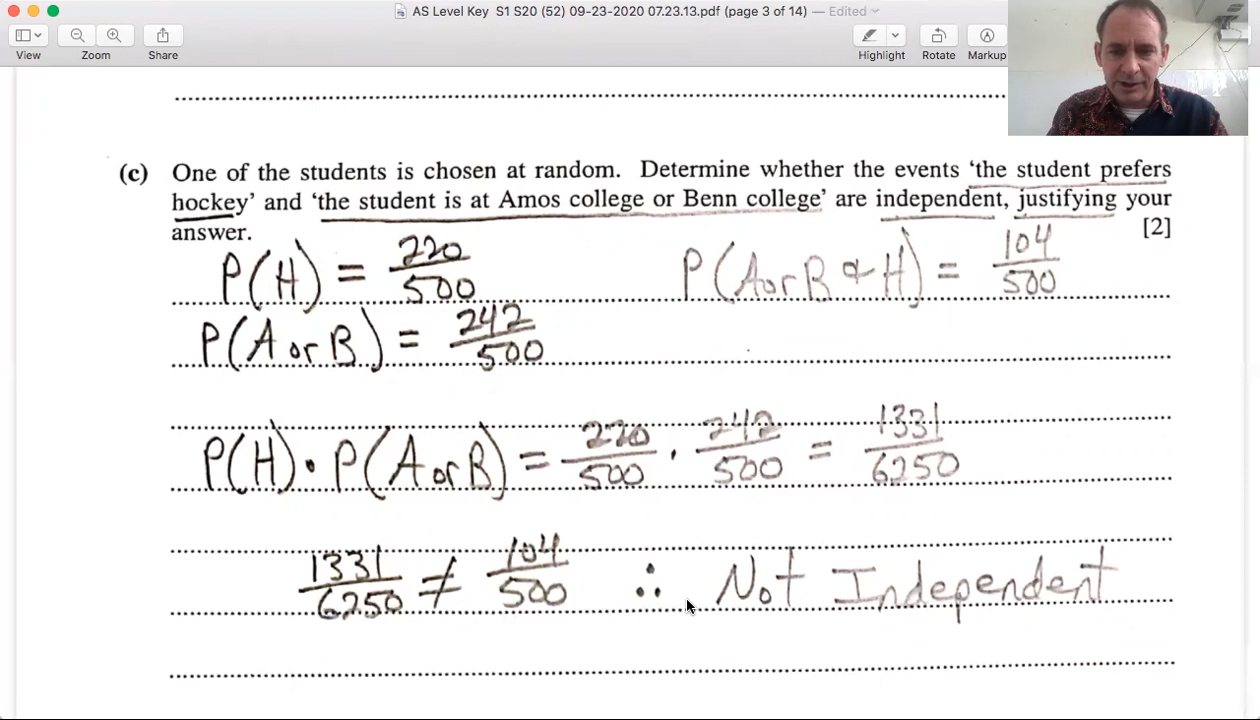 AS Level Key S1 S20 (52) 09-23-2020 07.23.13.pdf (page 3 of 14) — Edited
View Zoom Share Highlight Rotate Markup
(c) One of the students is chosen at random. Determine whether the events ‘the student prefers
hockey’ and ‘the student is at Amos college or Benn college’ are independent, justifying your
answer. [2]
P(H) = 220/500 P(A or B & H) = 104/500
P(A or B) = 242/500
P(H) · P(A or B) = 220/500 · 242/500 = 1331/6250
1331/6250 ≠ 104/500 ∴ Not Independent